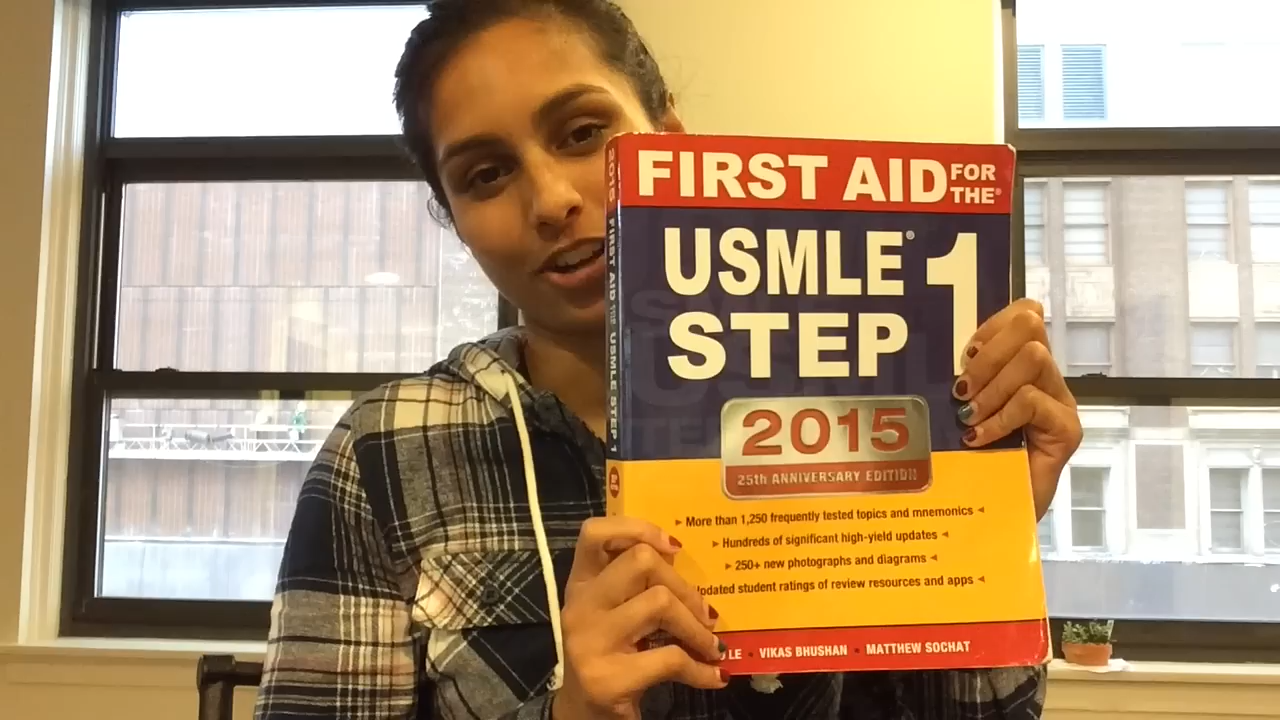 FIRST AID FOR
THE®
USMLE®
STEP 1
2015
25th ANNIVERSARY EDITION
More than 1,250 frequently tested topics and mnemonics
Hundreds of significant high-yield updates
250+ new photographs and diagrams
student ratings of review resources and apps
LE • VIKAS BHUSHAN • MATTHEW SOCHAT
2015 FIRST AID FOR THE USMLE STEP 1